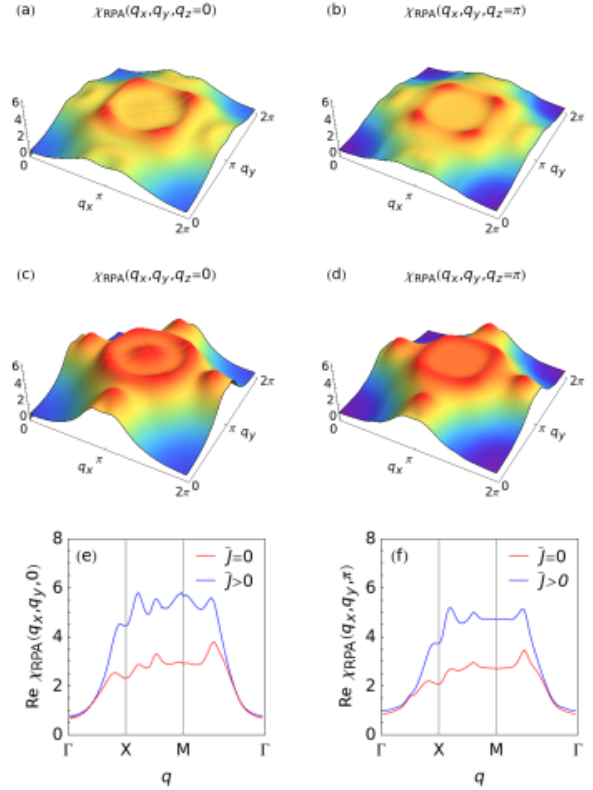 (a) χRPA(qx,qy,qz=0)
(b) χRPA(qx,qy,qz=π)
6
4
2
0
0
qx
π
2π
0
π
qy
2π
6
4
2
0
0
qx
π
2π
0
π
qy
2π
(c) χRPA(qx,qy,qz=0)
(d) χRPA(qx,qy,qz=π)
6
4
2
0
0
qx
π
2π
0
π
qy
2π
6
4
2
0
0
qx
π
2π
0
π
qy
2π
(e)
J̄=0
J̄>0
Re χRPA(qx,qy,0)
8
6
4
2
0
Γ X M Γ
q
(f)
J̄=0
J̄>0
Re χRPA(qx,qy,π)
8
6
4
2
0
Γ X M Γ
q